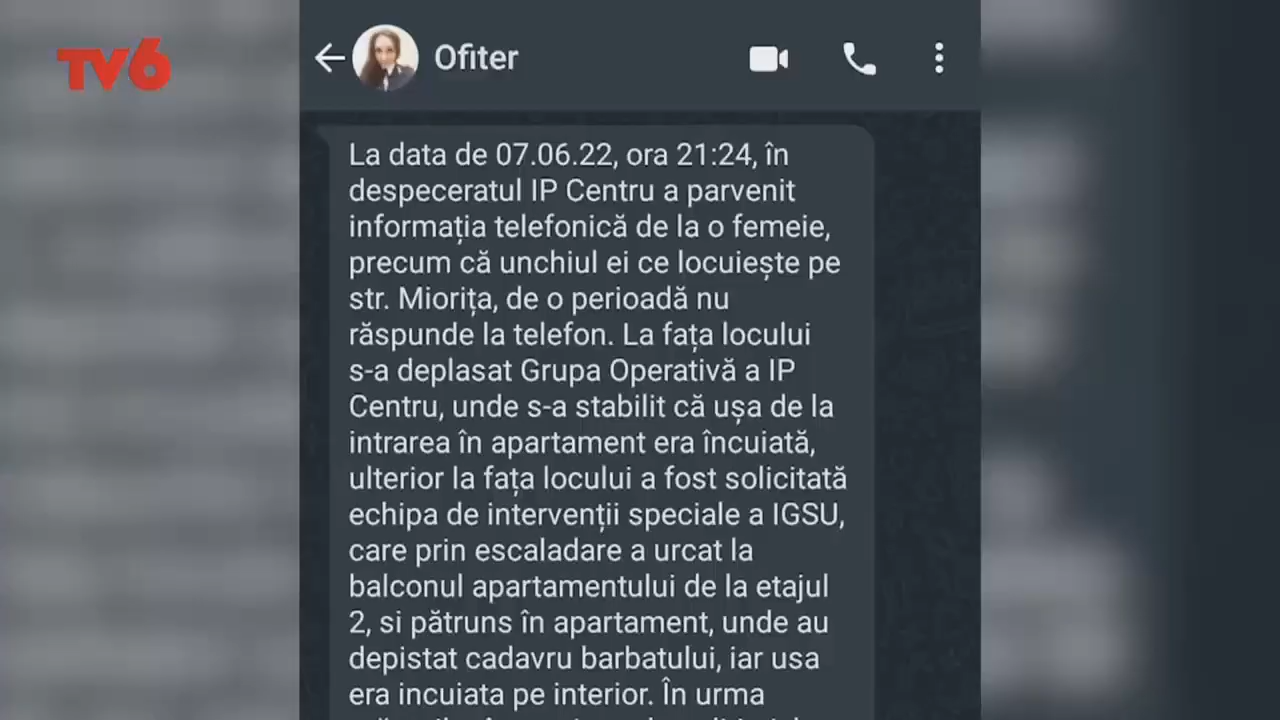 TV6
Ofiter
La data de 07.06.22, ora 21:24, în
despeceratul IP Centru a parvenit
informația telefonică de la o femeie,
precum că unchiul ei ce locuiește pe
str. Miorița, de o perioadă nu
răspunde la telefon. La fața locului
s-a deplasat Grupa Operativă a IP
Centru, unde s-a stabilit că ușa de la
intrarea în apartament era încuiată,
ulterior la fața locului a fost solicitată
echipa de intervenții speciale a IGSU,
care prin escaladare a urcat la
balconul apartamentului de la etajul
2, si pătruns în apartament, unde au
depistat cadavru barbatului, iar usa
era incuiata pe interior. În urma